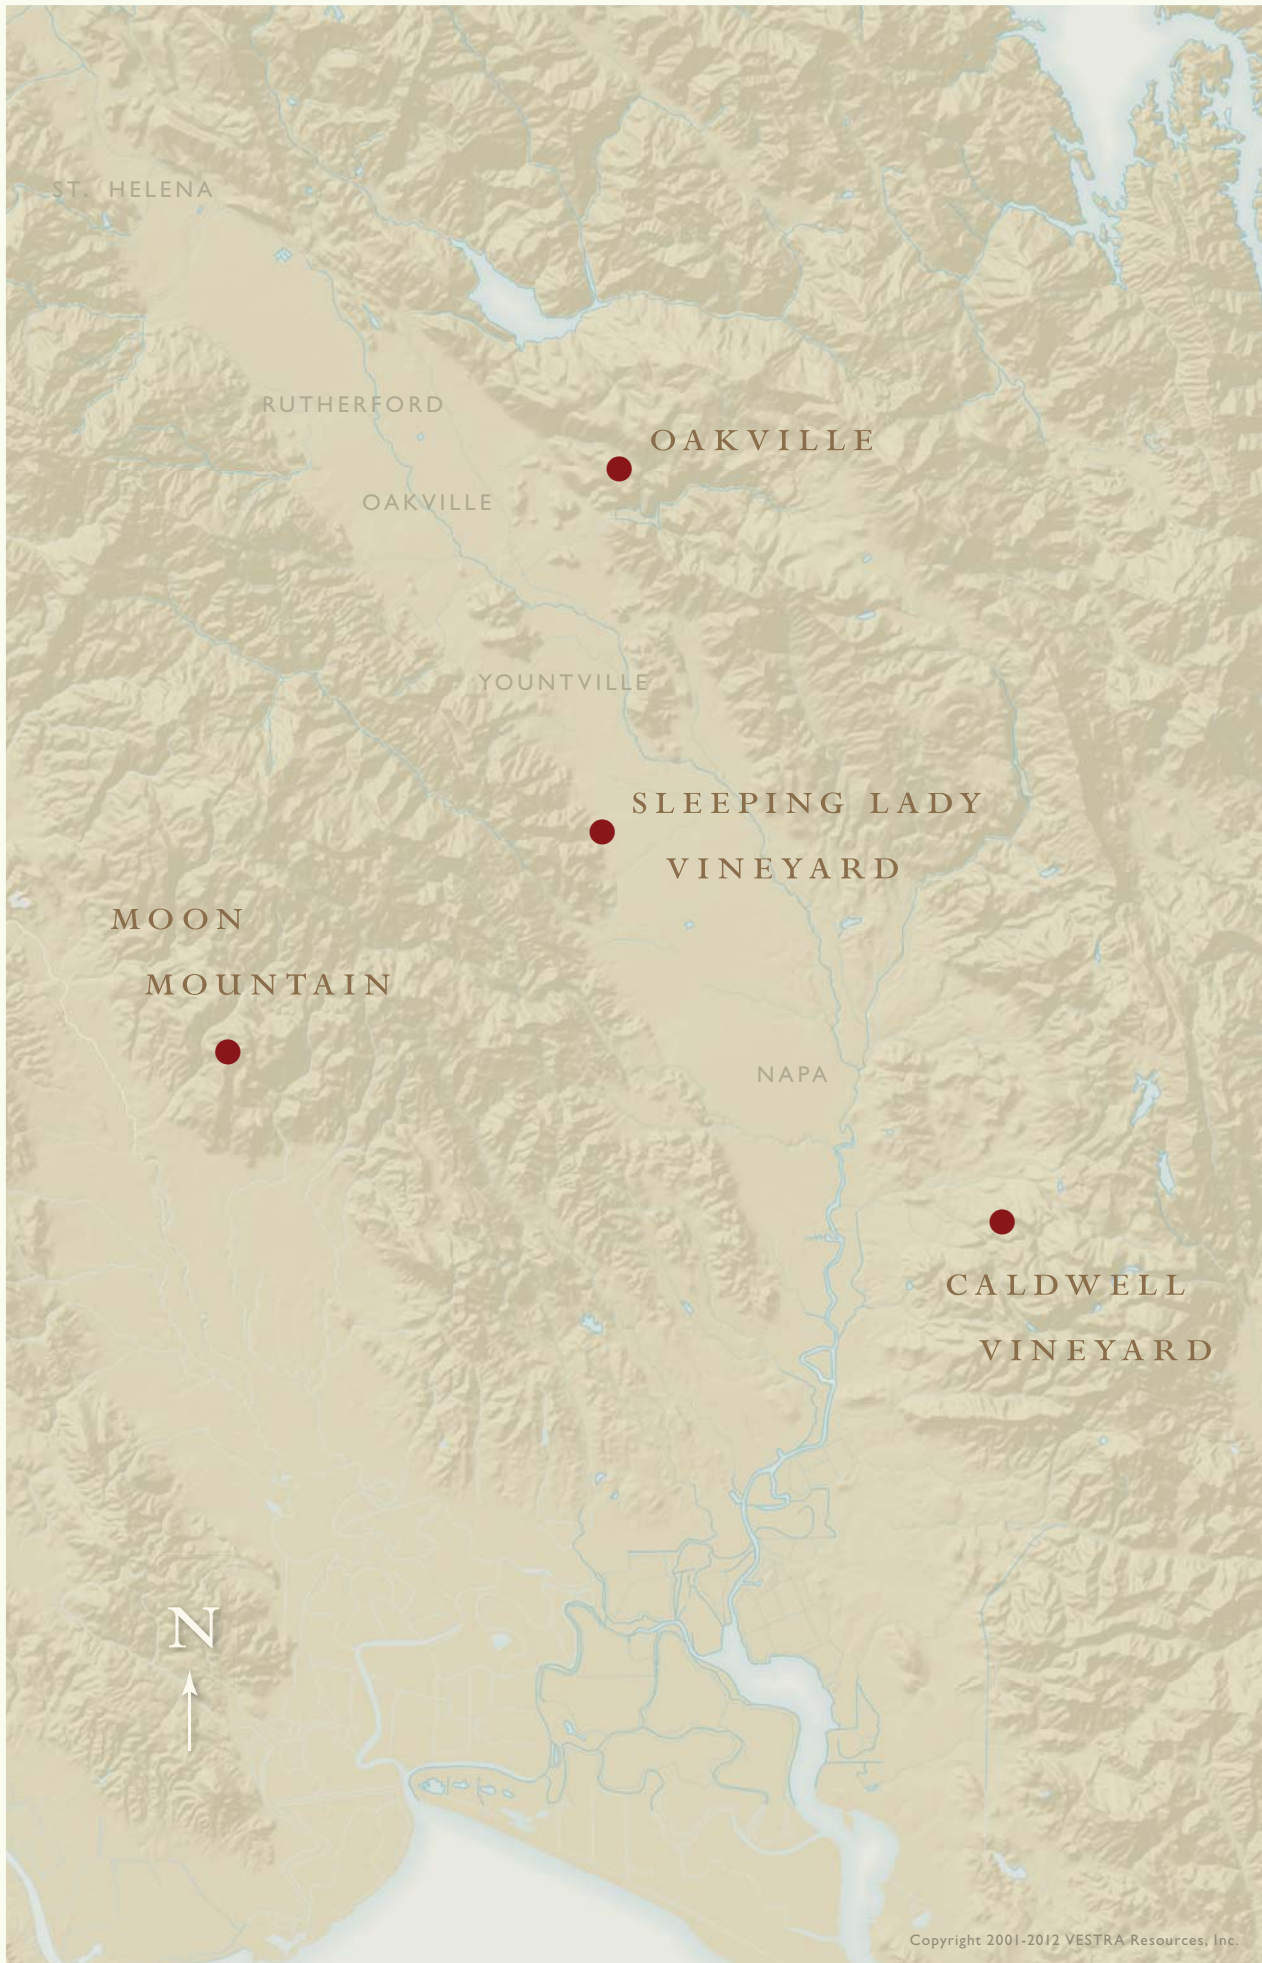 ST. HELENA
RUTHERFORD
OAKVILLE
OAKVILLE
YOUNTVILLE
SLEEPING LADY
VINEYARD
MOON
MOUNTAIN
NAPA
CALDWELL
VINEYARD
N
Copyright 2001-2012 VESTRA Resources, Inc.